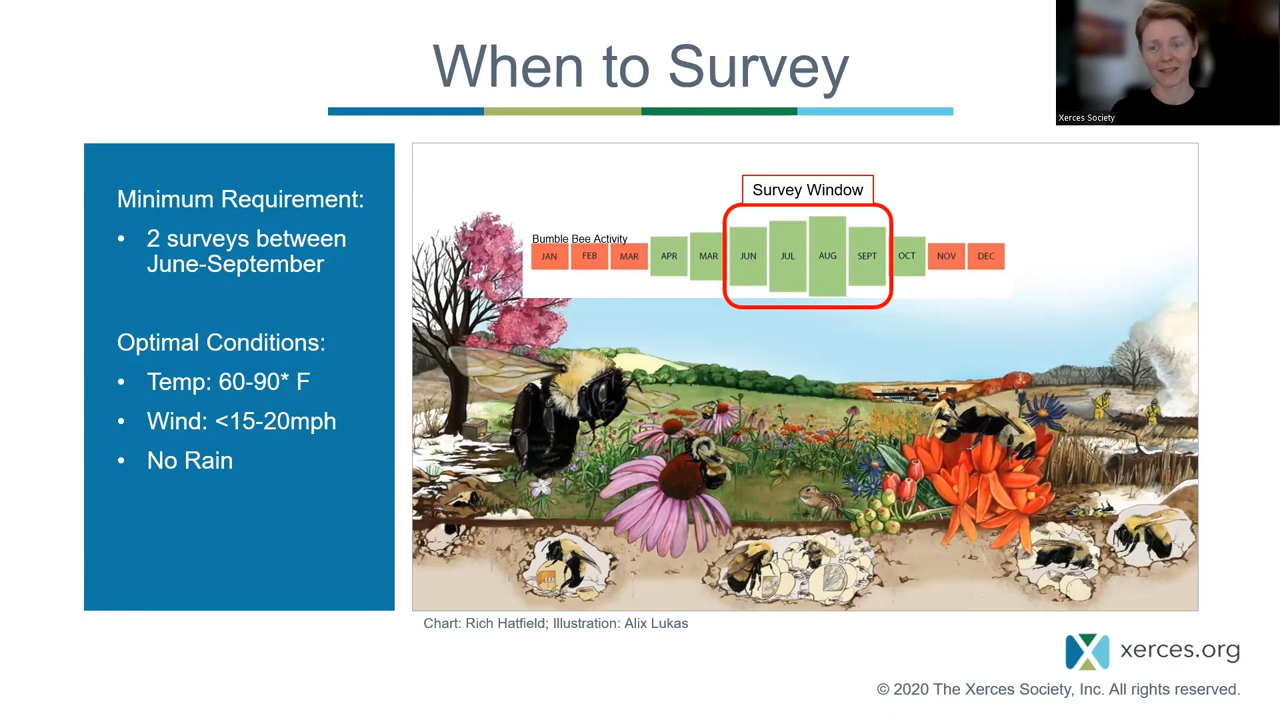 When to Survey
Xerces Society
Minimum Requirement:
• 2 surveys between
June-September
Optimal Conditions:
• Temp: 60-90* F
• Wind: <15-20mph
• No Rain
Survey Window
Bumble Bee Activity
JAN FEB MAR APR MAR JUN JUL AUG SEPT OCT NOV DEC
Chart: Rich Hatfield; Illustration: Alix Lukas
xerces.org
© 2020 The Xerces Society, Inc. All rights reserved.